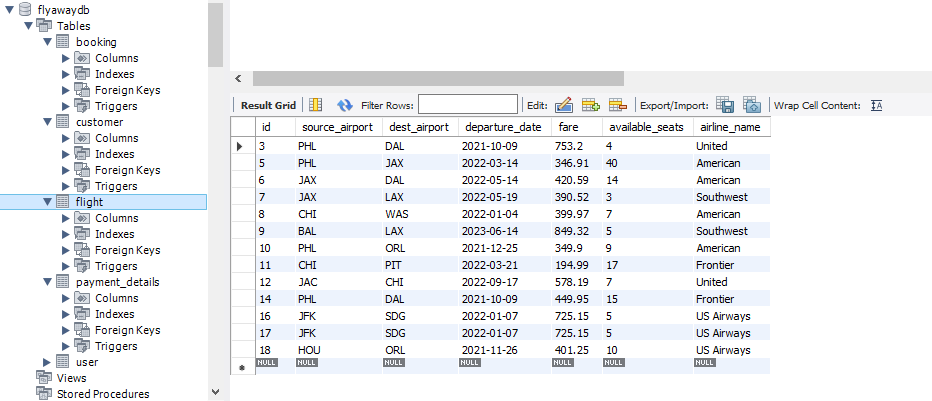 flyawaydb
Tables
booking
Columns
Indexes
Foreign Keys
Triggers
customer
Columns
Indexes
Foreign Keys
Triggers
flight
Columns
Indexes
Foreign Keys
Triggers
payment_details
Columns
Indexes
Foreign Keys
Triggers
user
Views
Stored Procedures
Result Grid Filter Rows: Edit: Export/Import: Wrap Cell Content:
id source_airport dest_airport departure_date fare available_seats airline_name
3 PHL DAL 2021-10-09 753.2 4 United
5 PHL JAX 2022-03-14 346.91 40 American
6 JAX DAL 2022-05-14 420.59 14 American
7 JAX LAX 2022-05-19 390.52 3 Southwest
8 CHI WAS 2022-01-04 399.97 7 American
9 BAL LAX 2023-06-14 849.32 5 Southwest
10 PHL ORL 2021-12-25 349.9 9 American
11 CHI PIT 2022-03-21 194.99 17 Frontier
12 JAC CHI 2022-09-17 578.19 7 United
14 PHL DAL 2021-10-09 449.95 15 Frontier
16 JFK SDG 2022-01-07 725.15 5 US Airways
17 JFK SDG 2022-01-07 725.15 5 US Airways
18 HOU ORL 2021-11-26 401.25 10 US Airways
NULL NULL NULL NULL NULL NULL NULL